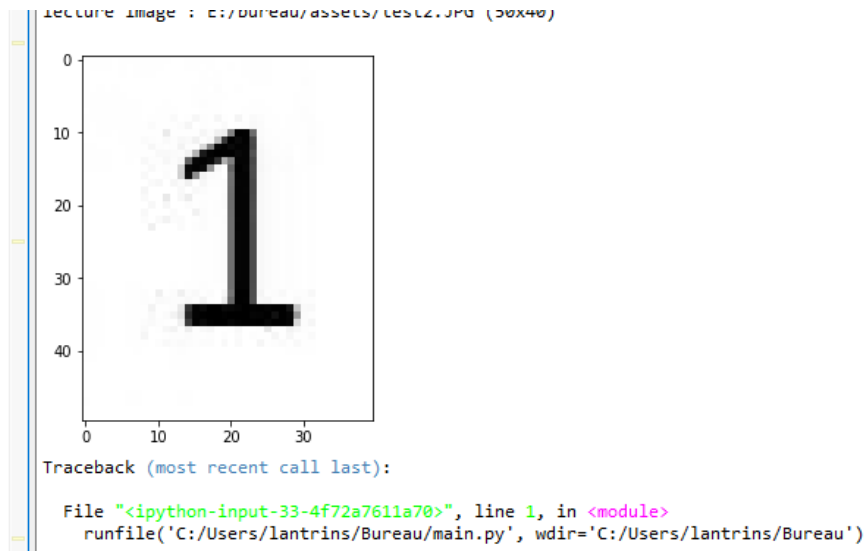 lecture image : E:/bureau/assets/test2.JPG (50x40)
0
10
20
30
40
1
0 10 20 30
Traceback (most recent call last):
File "<ipython-input-33-4f72a7611a70>", line 1, in <module>
runfile('C:/Users/lantrins/Bureau/main.py', wdir='C:/Users/lantrins/Bureau')